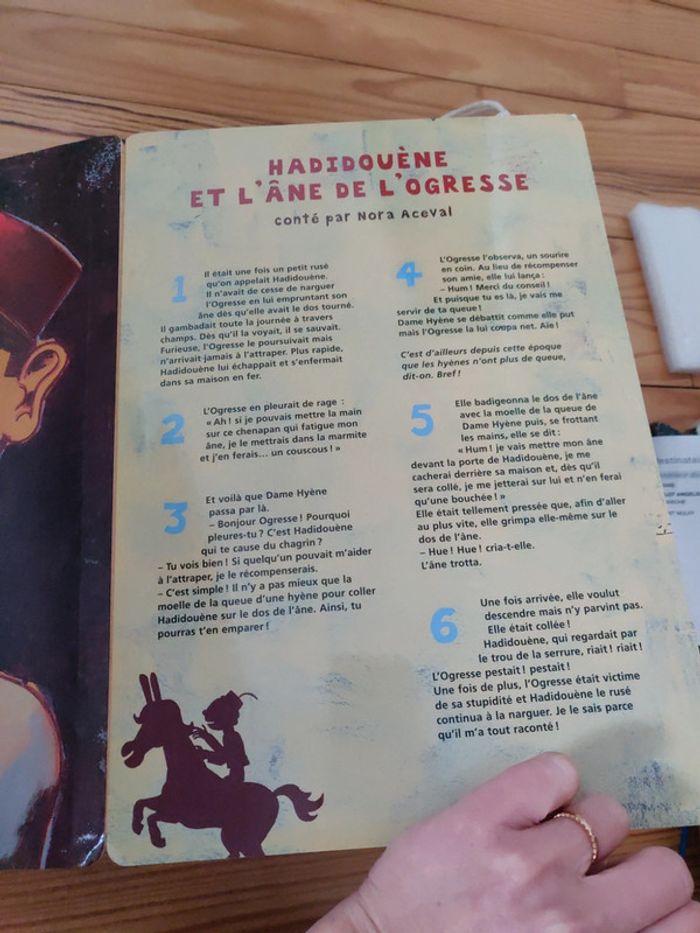 HADIDOUÈNE
ET L'ÂNE DE L'OGRESSE
conté par Nora Aceval
1
Il était une fois un petit rusé
qu'on appelait Hadidouène.
Il n'avait de cesse de narguer
l'Ogresse en lui empruntant son
âne dès qu'elle avait le dos tourné.
Il gambadait toute la journée à travers
champs. Dès qu'il la voyait, il se sauvait.
Furieuse, l'Ogresse le poursuivait mais
n'arrivait jamais à l'attraper. Plus rapide,
Hadidouène lui échappait et s'enfermait
dans sa maison en fer.
2
L'Ogresse en pleurait de rage :
« Ah ! si je pouvais mettre la main
sur ce chenapan qui fatigue mon
âne, je le mettrais dans la marmite
et j'en ferais... un couscous ! »
3
Et voilà que Dame Hyène
passa par là.
– Bonjour Ogresse ! Pourquoi
pleures-tu ? C'est Hadidouène
qui te cause du chagrin ?
– Tu vois bien ! Si quelqu'un pouvait m'aider
à l'attraper, je le récompenserais.
– C'est simple ! Il n'y a pas mieux que la
moelle de la queue d'une hyène pour coller
Hadidouène sur le dos de l'âne. Ainsi, tu
pourras t'en emparer !
4
L'Ogresse l'observa, un sourire
en coin. Au lieu de récompenser
son amie, elle lui lança :
– Hum ! Merci du conseil !
Et puisque tu es là, je vais me
servir de ta queue !
Dame Hyène se débattit comme elle put
mais l'Ogresse la lui coupa net. Aïe !
C'est d'ailleurs depuis cette époque
que les hyènes n'ont plus de queue,
dit-on. Bref !
5
Elle badigeonna le dos de l'âne
avec la moelle de la queue de
Dame Hyène puis, se frottant
les mains, elle se dit :
« Hum ! je vais mettre mon âne
devant la porte de Hadidouène, je me
cacherai derrière sa maison et, dès qu'il
sera collé, je me jetterai sur lui et n'en ferai
qu'une bouchée ! »
Elle était tellement pressée que, afin d'aller
au plus vite, elle grimpa elle-même sur le
dos de l'âne.
– Hue ! Hue ! cria-t-elle.
L'âne trotta.
6
Une fois arrivée, elle voulut
descendre mais n'y parvint pas.
Elle était collée !
Hadidouène, qui regardait par
le trou de la serrure, riait ! riait !
L'Ogresse pestait ! pestait !
Une fois de plus, l'Ogresse était victime
de sa stupidité et Hadidouène le rusé
continua à la narguer. Je le sais parce
qu'il m'a tout raconté !